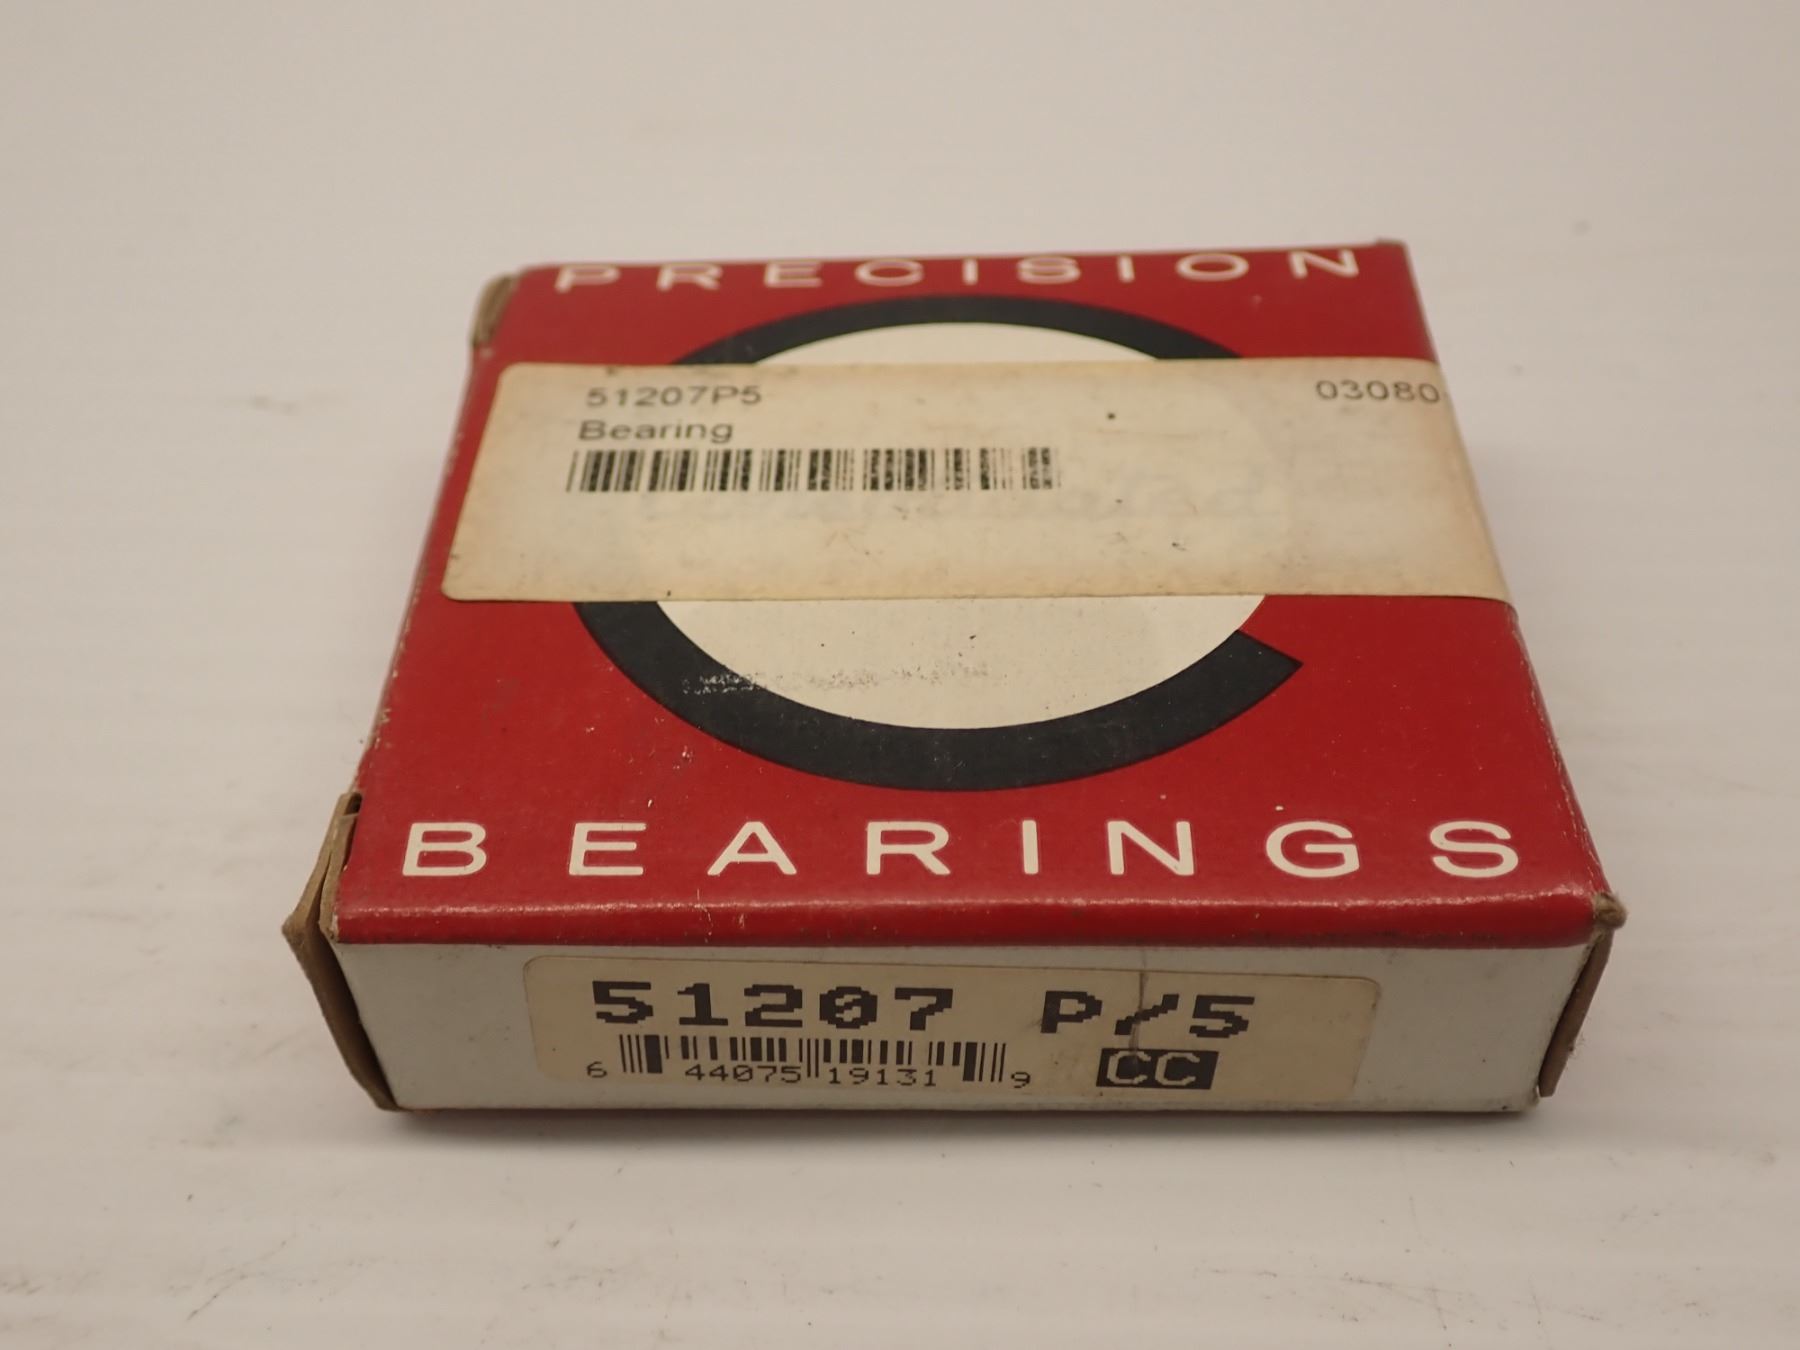 PRECISION
51207P5 03080
Bearing
BEARINGS
51207 P/5
6 44075 19131 9 CC